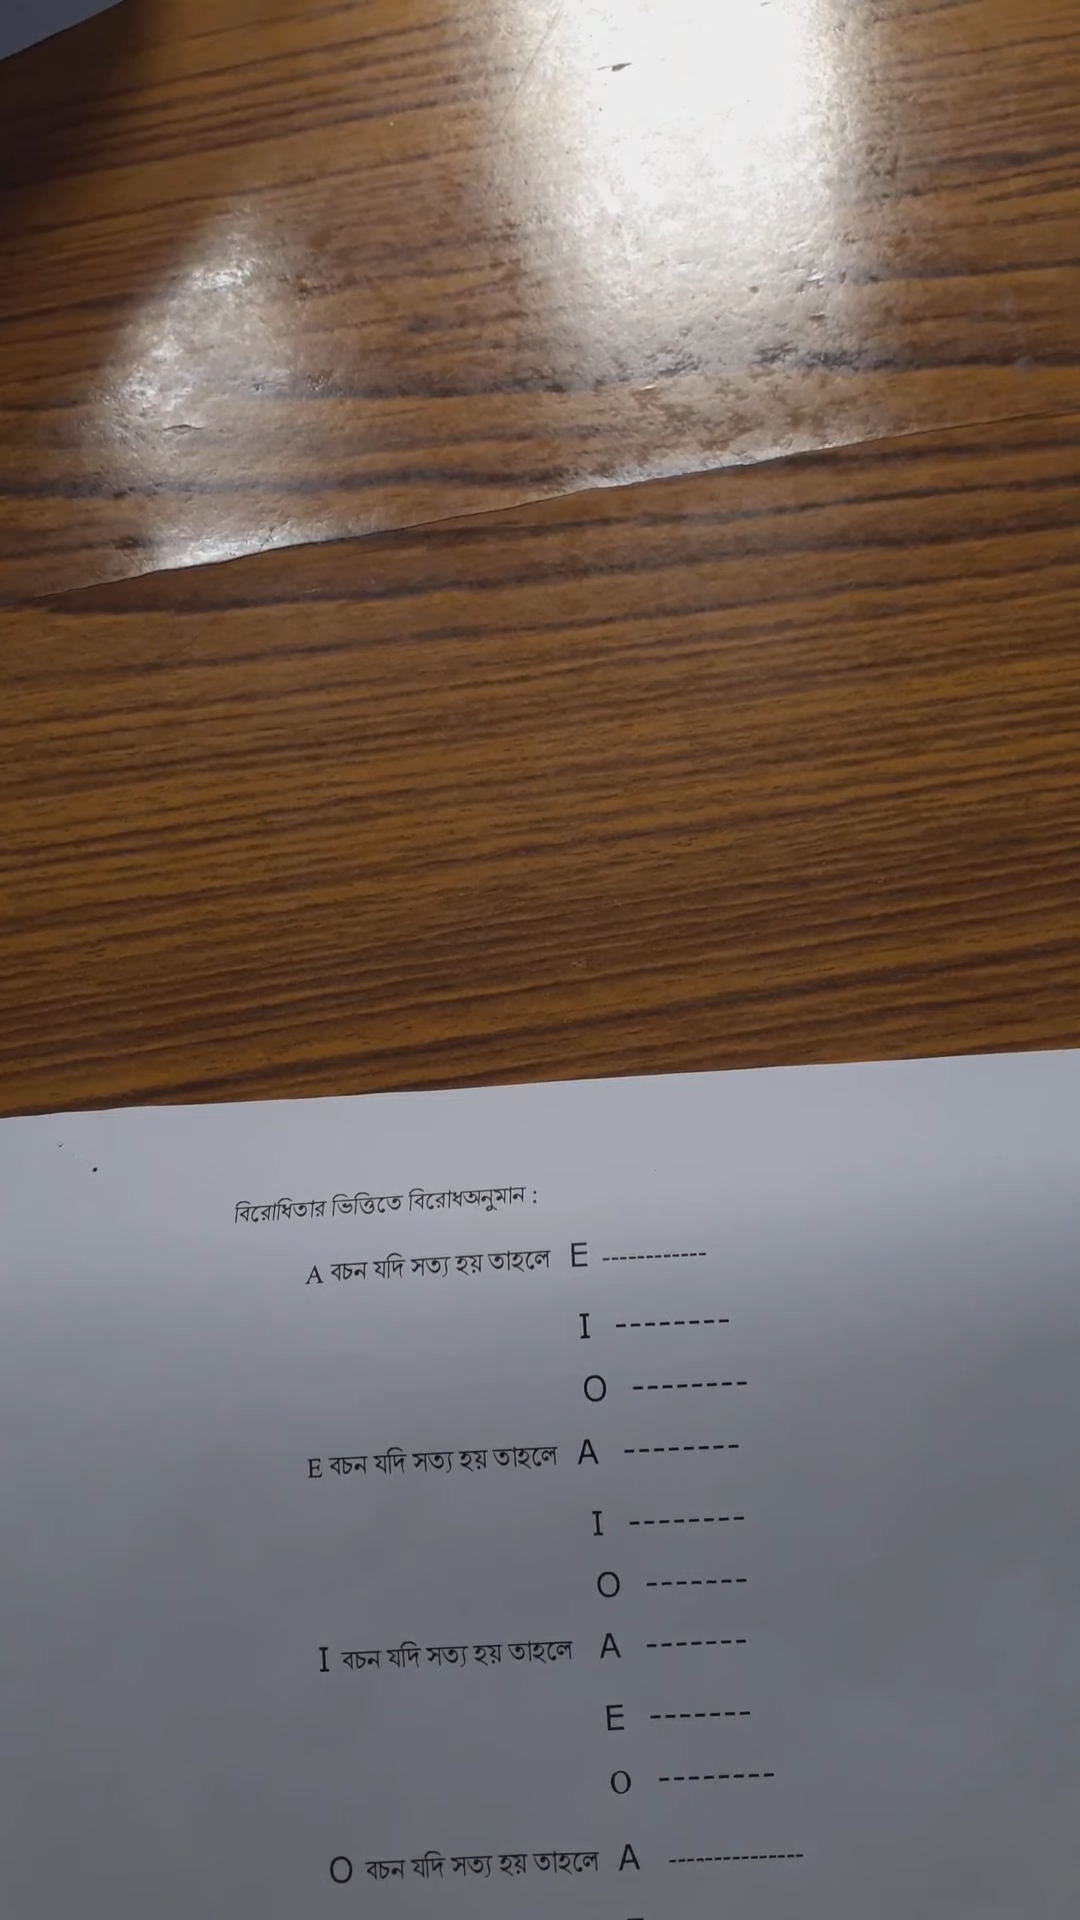 বিরোধিতার ভিত্তিতে বিরোধঅনুমান :
A বচন যদি সত্য হয় তাহলে E ------------
I --------
O --------
E বচন যদি সত্য হয় তাহলে A --------
I --------
O -------
I বচন যদি সত্য হয় তাহলে A -------
E -------
O --------
O বচন যদি সত্য হয় তাহলে A ---------------